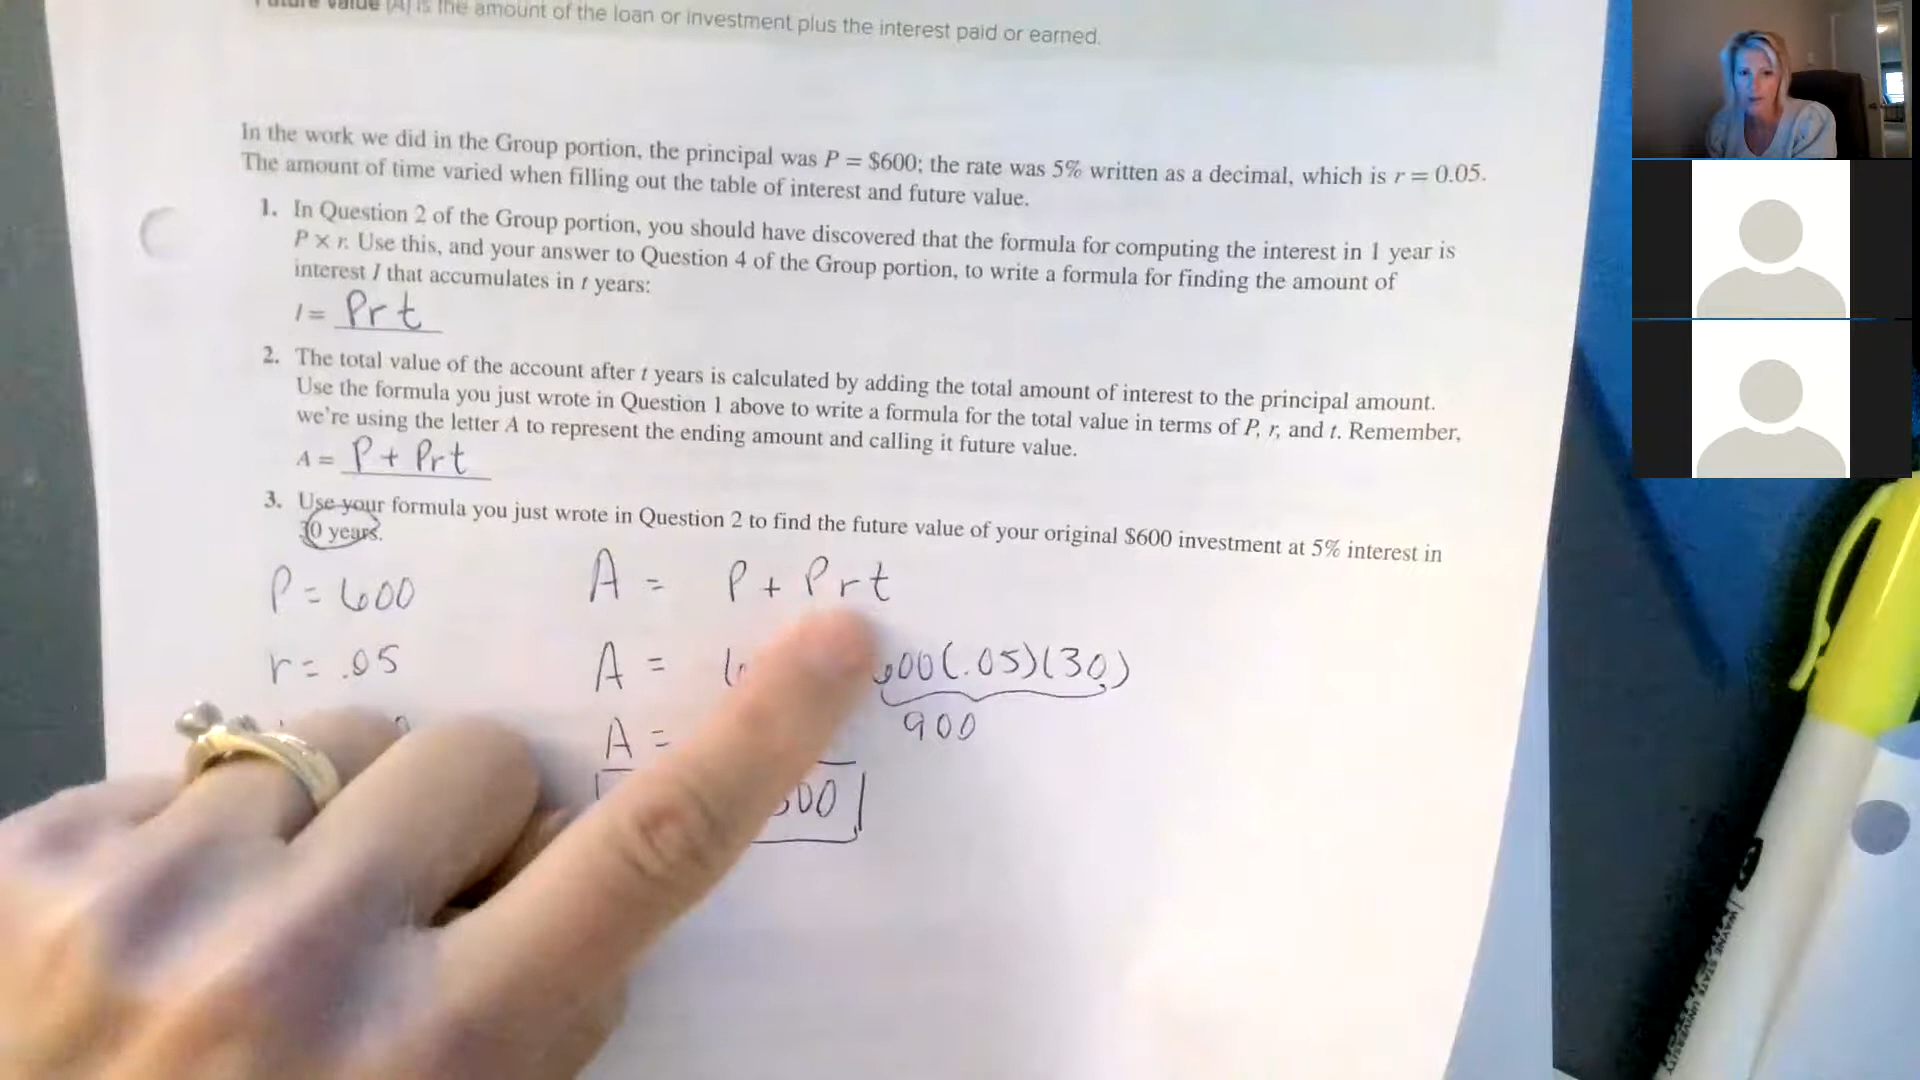 Future value (A) is the amount of the loan or investment plus the interest paid or earned.
In the work we did in the Group portion, the principal was P = $600; the rate was 5% written as a decimal, which is r = 0.05.
The amount of time varied when filling out the table of interest and future value.
1. In Question 2 of the Group portion, you should have discovered that the formula for computing the interest in 1 year is
P × r. Use this, and your answer to Question 4 of the Group portion, to write a formula for finding the amount of
interest I that accumulates in t years:
I = Prt
2. The total value of the account after t years is calculated by adding the total amount of interest to the principal amount.
Use the formula you just wrote in Question 1 above to write a formula for the total value in terms of P, r, and t. Remember,
we're using the letter A to represent the ending amount and calling it future value.
A = P + Prt
3. Use your formula you just wrote in Question 2 to find the future value of your original $600 investment at 5% interest in
30 years.
P = 600
A = P + Prt
r = .05
A = 00(.05)(30)
A =
900
00
WAYNE STATE UNIVERSITY